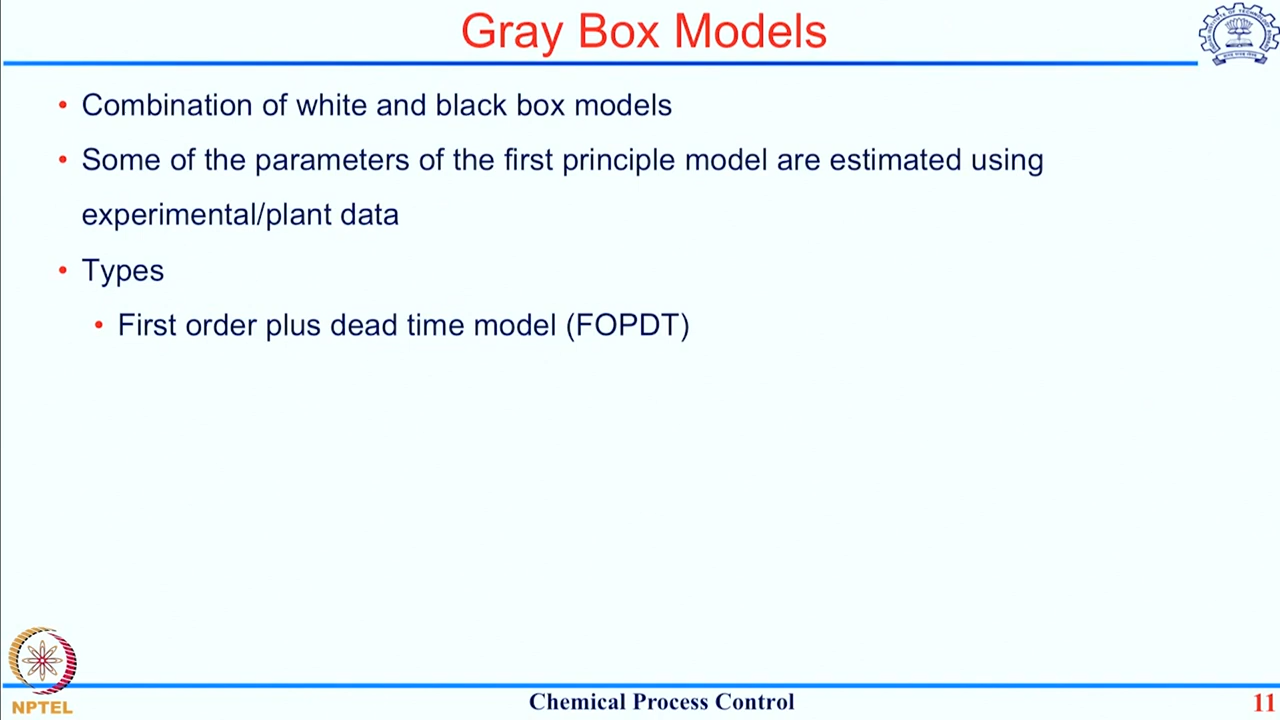 Gray Box Models
• Combination of white and black box models
• Some of the parameters of the first principle model are estimated using
experimental/plant data
• Types
• First order plus dead time model (FOPDT)
NPTEL
Chemical Process Control
11